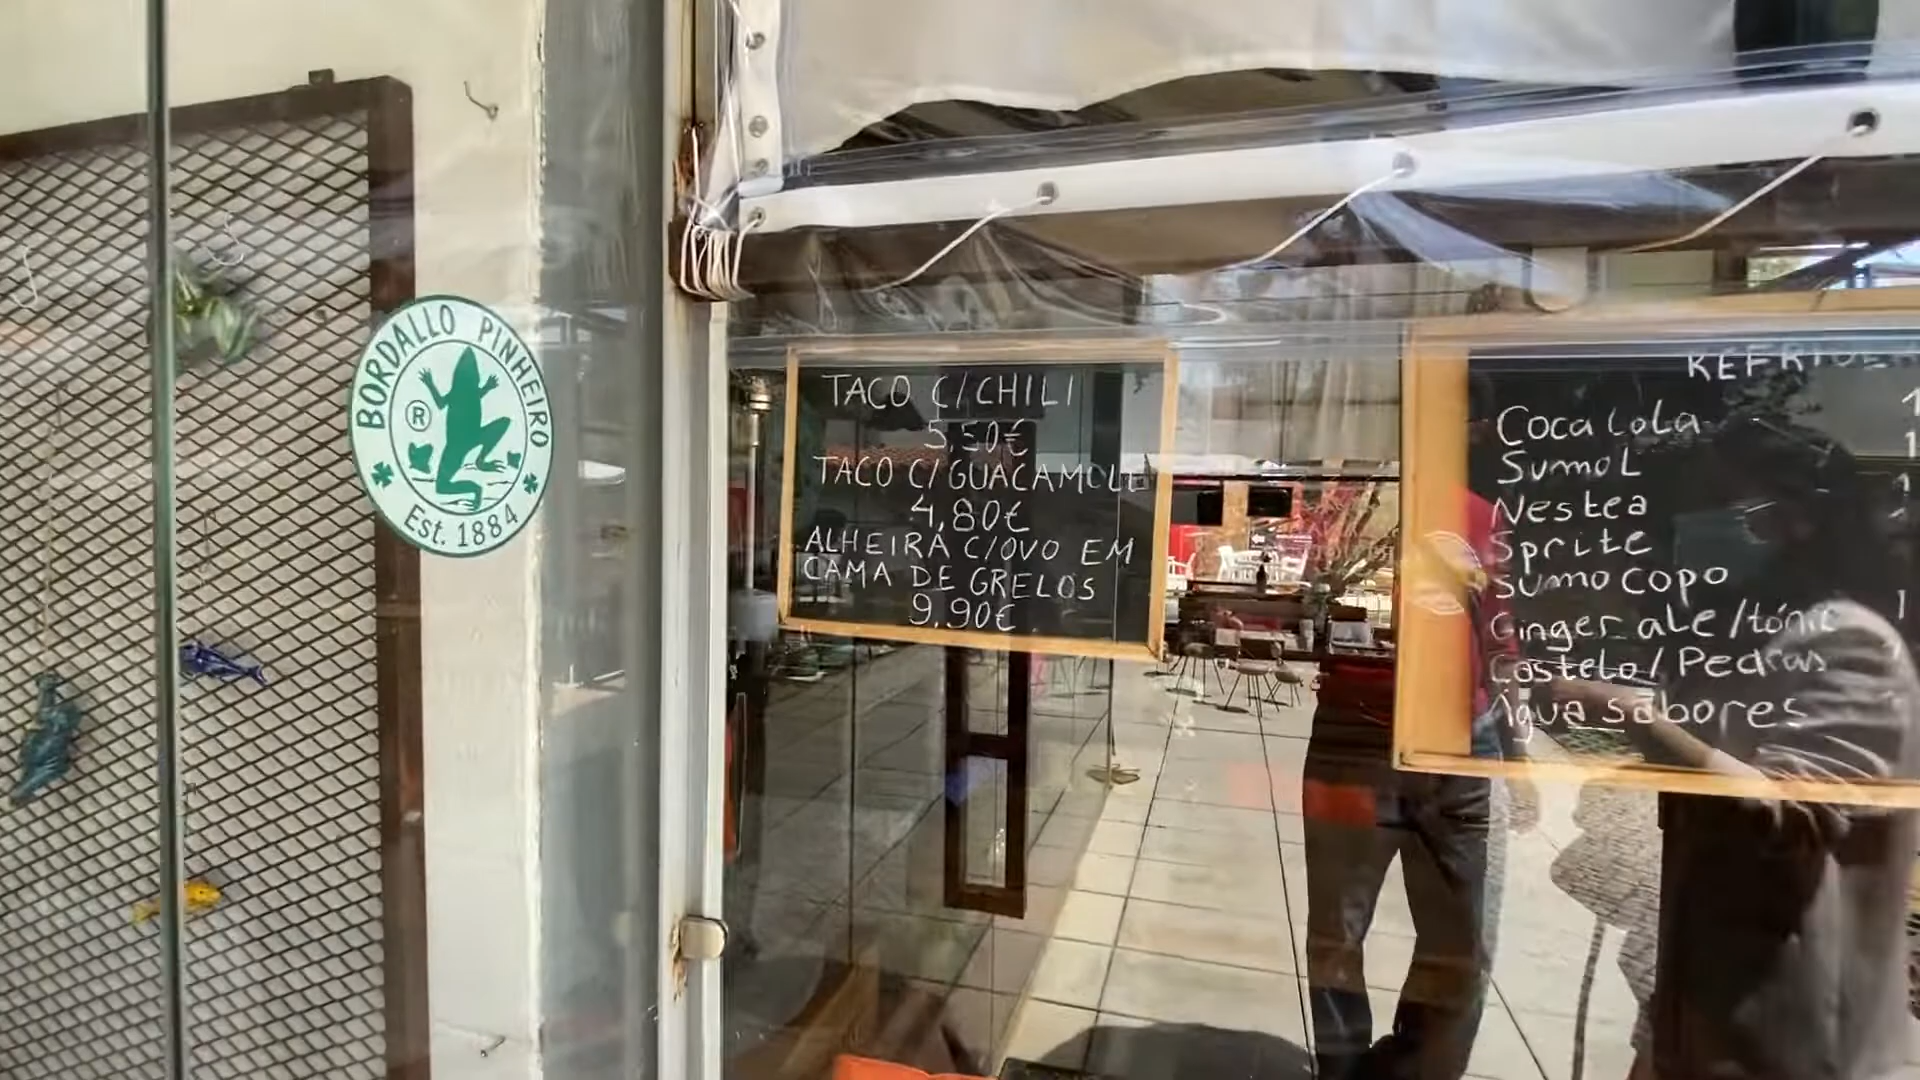 BORDALLO PINHEIRO
®
Est. 1884
TACO C/CHILI
5,50€
TACO C/GUACAMOLE
4,80€
ALHEIRA C/OVO EM
CAMA DE GRELOS
9,90€
Coca Cola
Sumol
Nestea
Sprite
Sumo Copo
Ginger ale/tónic
Castelo/Pedras
Água sabores